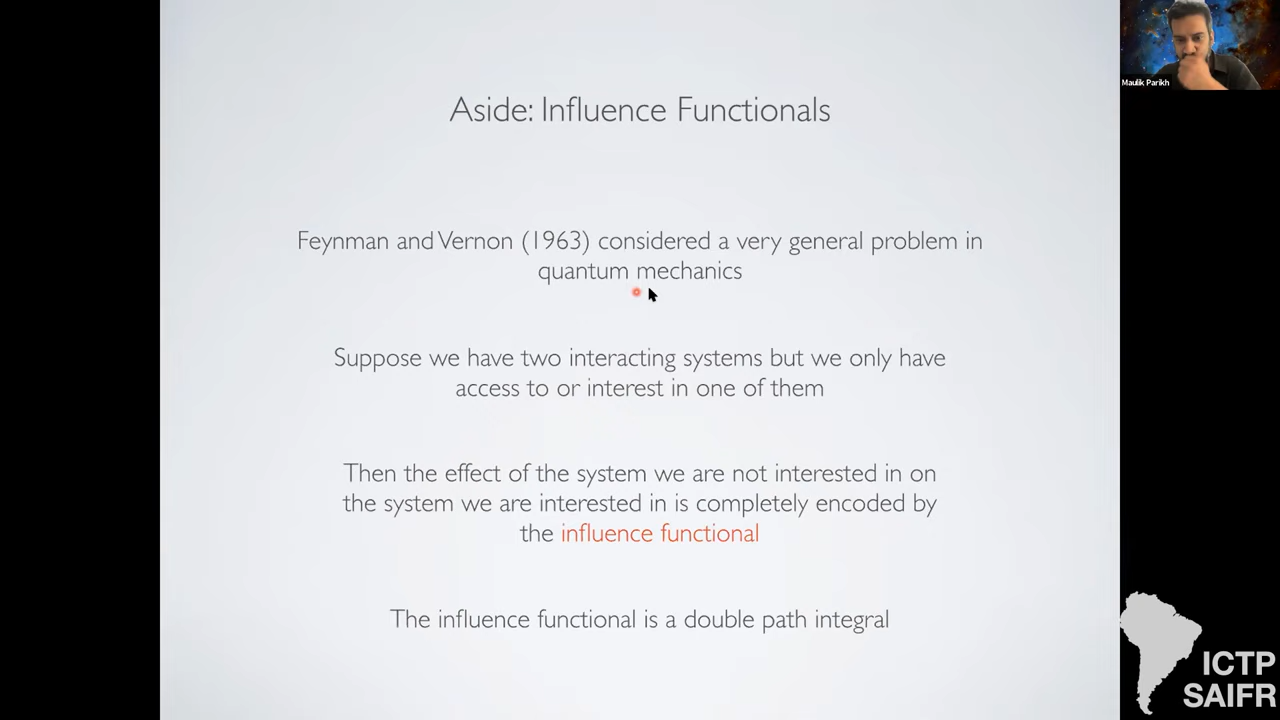 Maulik Parikh
Aside: Influence Functionals
Feynman and Vernon (1963) considered a very general problem in
quantum mechanics
Suppose we have two interacting systems but we only have
access to or interest in one of them
Then the effect of the system we are not interested in on
the system we are interested in is completely encoded by
the influence functional
The influence functional is a double path integral
ICTP
SAIFR